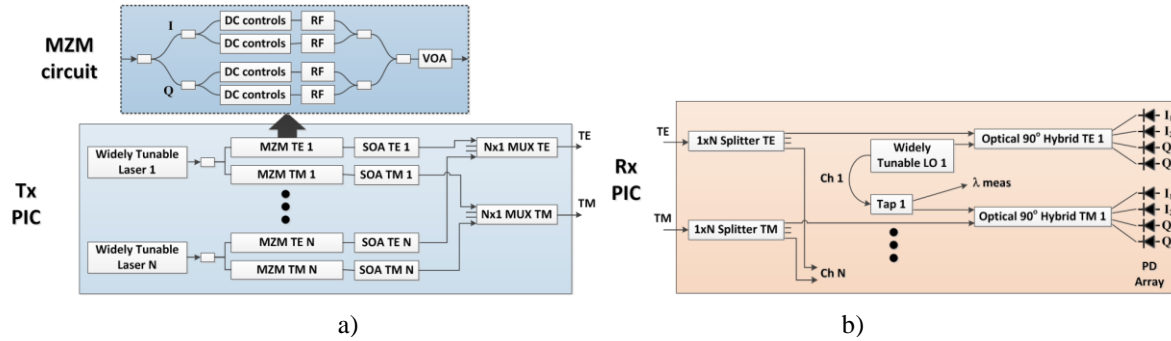 MZM
circuit
I
DC controls
RF
DC controls
RF
Q
DC controls
RF
DC controls
RF
VOA
Tx
PIC
Widely Tunable
Laser 1
MZM TE 1
SOA TE 1
Nx1 MUX TE
TE
MZM TM 1
SOA TM 1
Nx1 MUX TM
TM
Widely Tunable
Laser N
MZM TE N
SOA TE N
MZM TM N
SOA TM N
a)
Rx
PIC
TE
1xN Splitter TE
Widely
Tunable LO 1
Optical 90° Hybrid TE 1
I
I
Q
Q
Ch 1
λ meas
Tap 1
TM
1xN Splitter TM
Optical 90° Hybrid TM 1
I
I
Q
Q
Ch N
PD
Array
b)